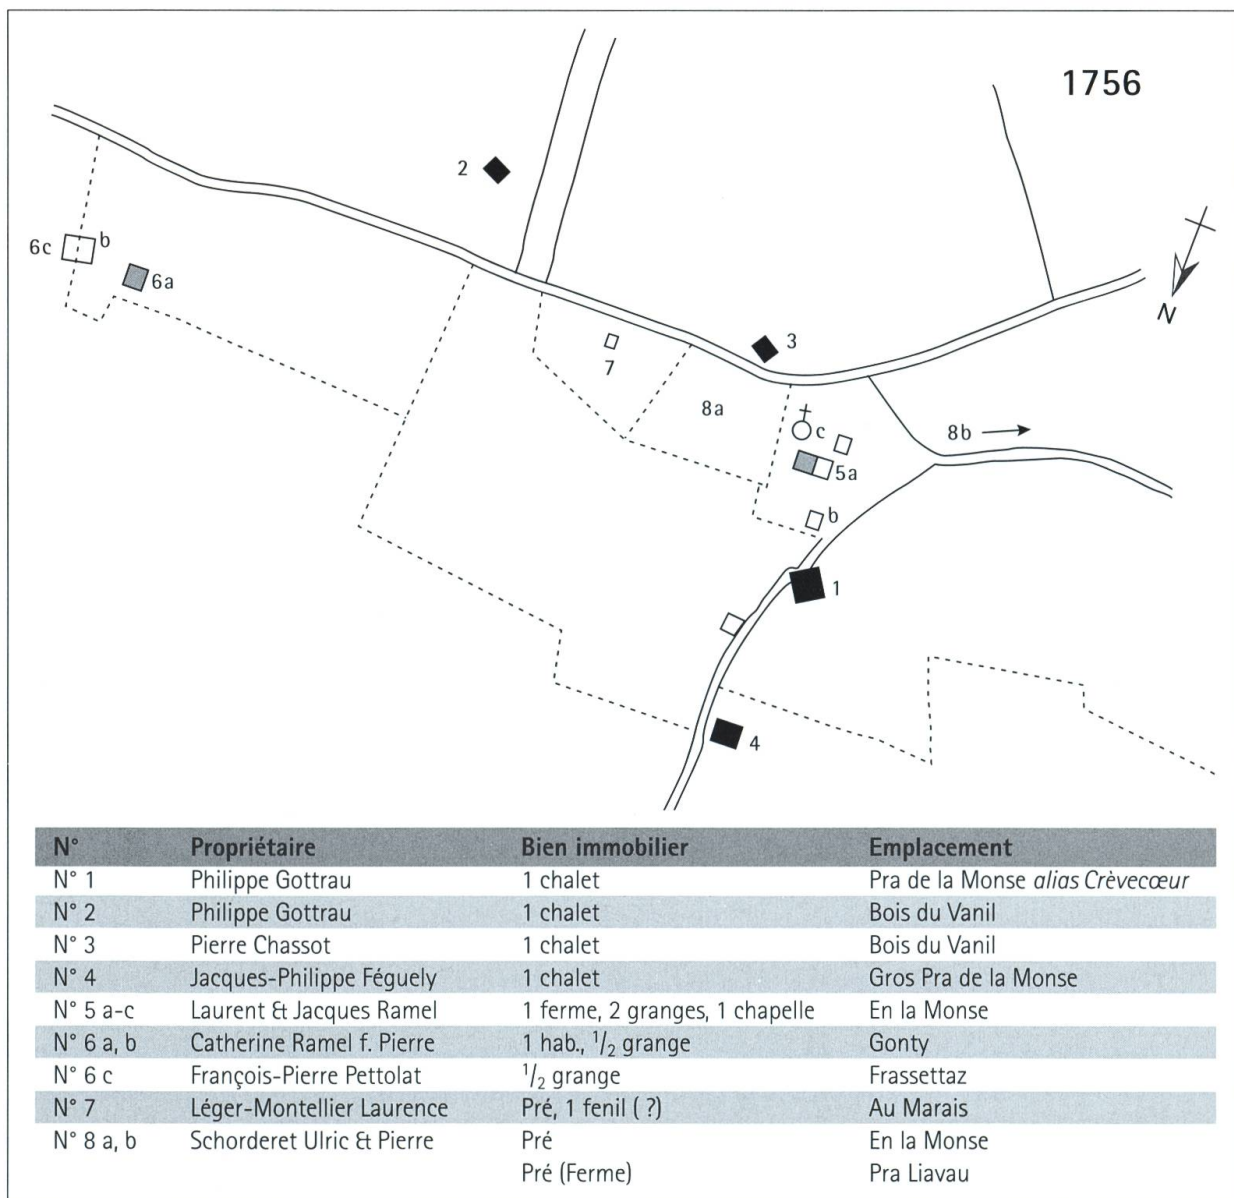 1756
2
6c b
6a
N
3
7
8a
c
8b
5a
b
1
4
N° Propriétaire Bien immobilier Emplacement
N° 1 Philippe Gottrau 1 chalet Pra de la Monse alias Crèvecœur
N° 2 Philippe Gottrau 1 chalet Bois du Vanil
N° 3 Pierre Chassot 1 chalet Bois du Vanil
N° 4 Jacques-Philippe Féguely 1 chalet Gros Pra de la Monse
N° 5 a-c Laurent & Jacques Ramel 1 ferme, 2 granges, 1 chapelle En la Monse
N° 6 a, b Catherine Ramel f. Pierre 1 hab., 1/2 grange Gonty
N° 6 c François-Pierre Pettolat 1/2 grange Frassettaz
N° 7 Léger-Montellier Laurence Pré, 1 fenil ( ?) Au Marais
N° 8 a, b Schorderet Ulric & Pierre Pré En la Monse
Pré (Ferme) Pra Liavau